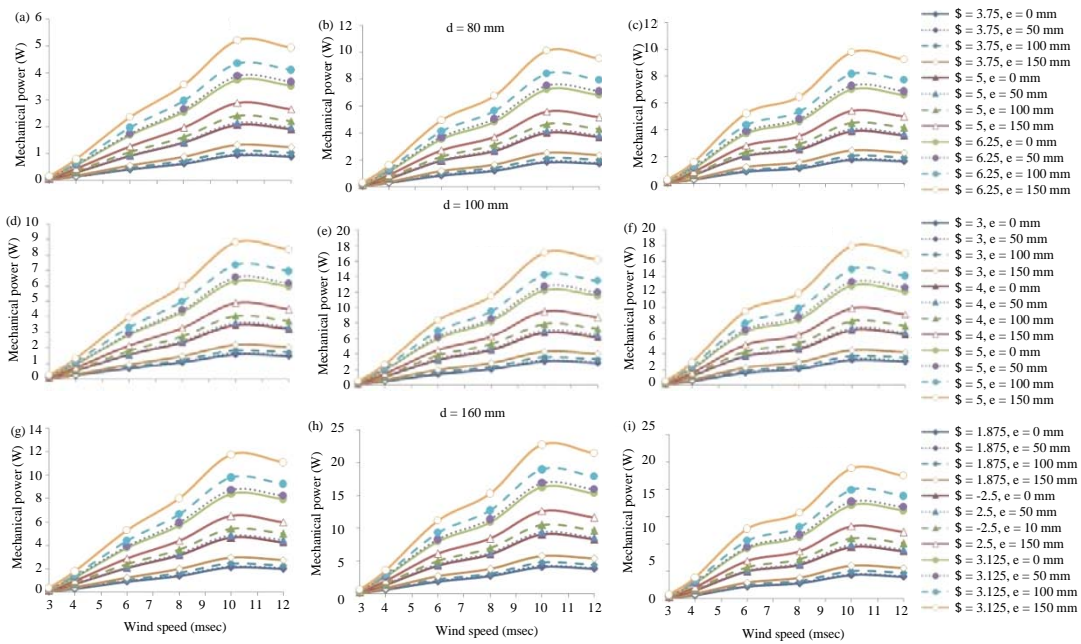 (a)
6
5
4
3
2
1
0
Mechanical power (W)
(b)
d = 80 mm
12
10
8
6
4
2
0
Mechanical power (W)
(c)
12
10
8
6
4
2
0
Mechanical power (W)
$ = 3.75, e = 0 mm
$ = 3.75, e = 50 mm
$ = 3.75, e = 100 mm
$ = 3.75, e = 150 mm
$ = 5, e = 0 mm
$ = 5, e = 50 mm
$ = 5, e = 100 mm
$ = 5, e = 150 mm
$ = 6.25, e = 0 mm
$ = 6.25, e = 50 mm
$ = 6.25, e = 100 mm
$ = 6.25, e = 150 mm
(d)
10
9
8
7
6
5
4
3
2
1
0
Mechanical power (W)
d = 100 mm
(e)
20
18
16
14
12
10
8
6
4
2
0
Mechanical power (W)
(f)
20
18
16
14
12
10
8
6
4
2
0
Mechanical power (W)
$ = 3, e = 0 mm
$ = 3, e = 50 mm
$ = 3, e = 100 mm
$ = 3, e = 150 mm
$ = 4, e = 0 mm
$ = 4, e = 50 mm
$ = 4, e = 100 mm
$ = 4, e = 150 mm
$ = 5, e = 0 mm
$ = 5, e = 50 mm
$ = 5, e = 100 mm
$ = 5, e = 150 mm
(g)
14
12
10
8
6
4
2
0
Mechanical power (W)
3 4 5 6 7 8 9 10 11 12
Wind speed (msec)
d = 160 mm
(h)
25
20
15
10
5
0
Mechanical power (W)
3 4 5 6 7 8 9 10 11 12
Wind speed (msec)
(i)
25
20
15
10
5
0
Mechanical power (W)
3 4 5 6 7 8 9 10 11 12
Wind speed (msec)
$ = 1.875, e = 0 mm
$ = 1.875, e = 50 mm
$ = 1.875, e = 100 mm
$ = 1.875, e = 150 mm
$ = -2.5, e = 0 mm
$ = 2.5, e = 50 mm
$ = -2.5, e = 10 mm
$ = 2.5, e = 150 mm
$ = 3.125, e = 0 mm
$ = 3.125, e = 50 mm
$ = 3.125, e = 100 mm
$ = 3.125, e = 150 mm